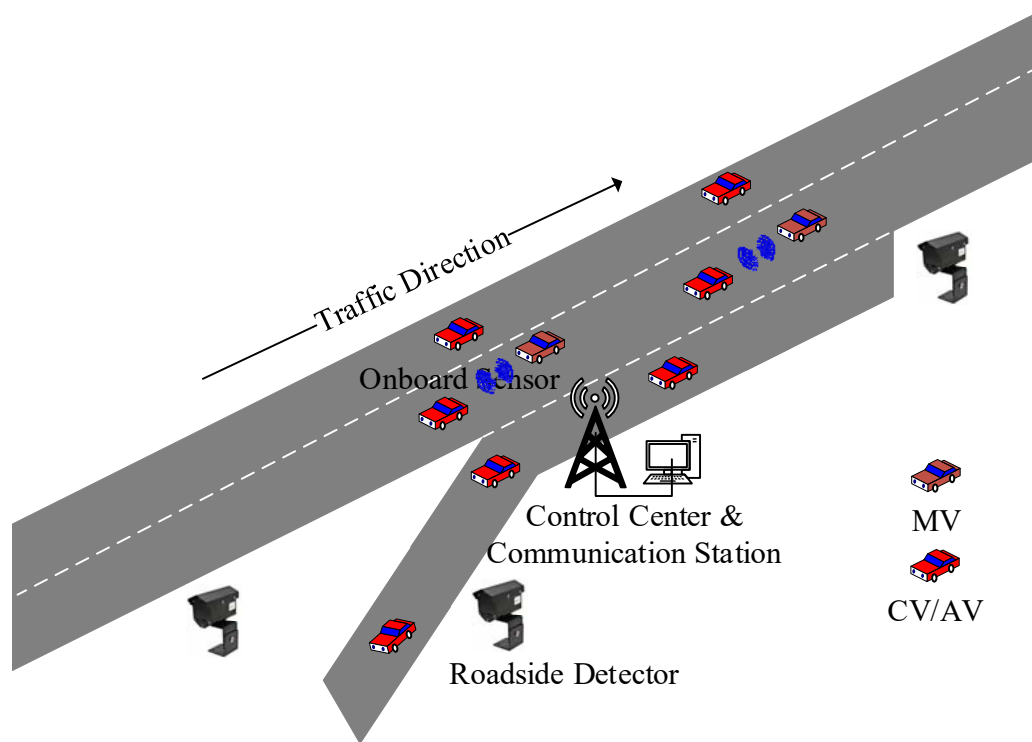 Traffic Direction
Onboard Sensor
Control Center &
Communication Station
MV
CV/AV
Roadside Detector